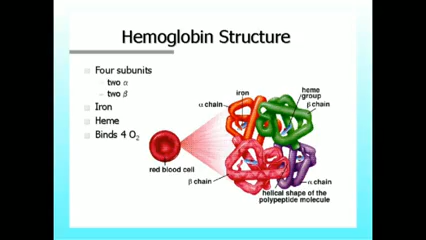 Hemoglobin Structure
Four subunits
two α
two β
Iron
Heme
Binds 4 O₂
iron
heme
group
α chain
β chain
red blood cell
β chain
α chain
helical shape of the
polypeptide molecule